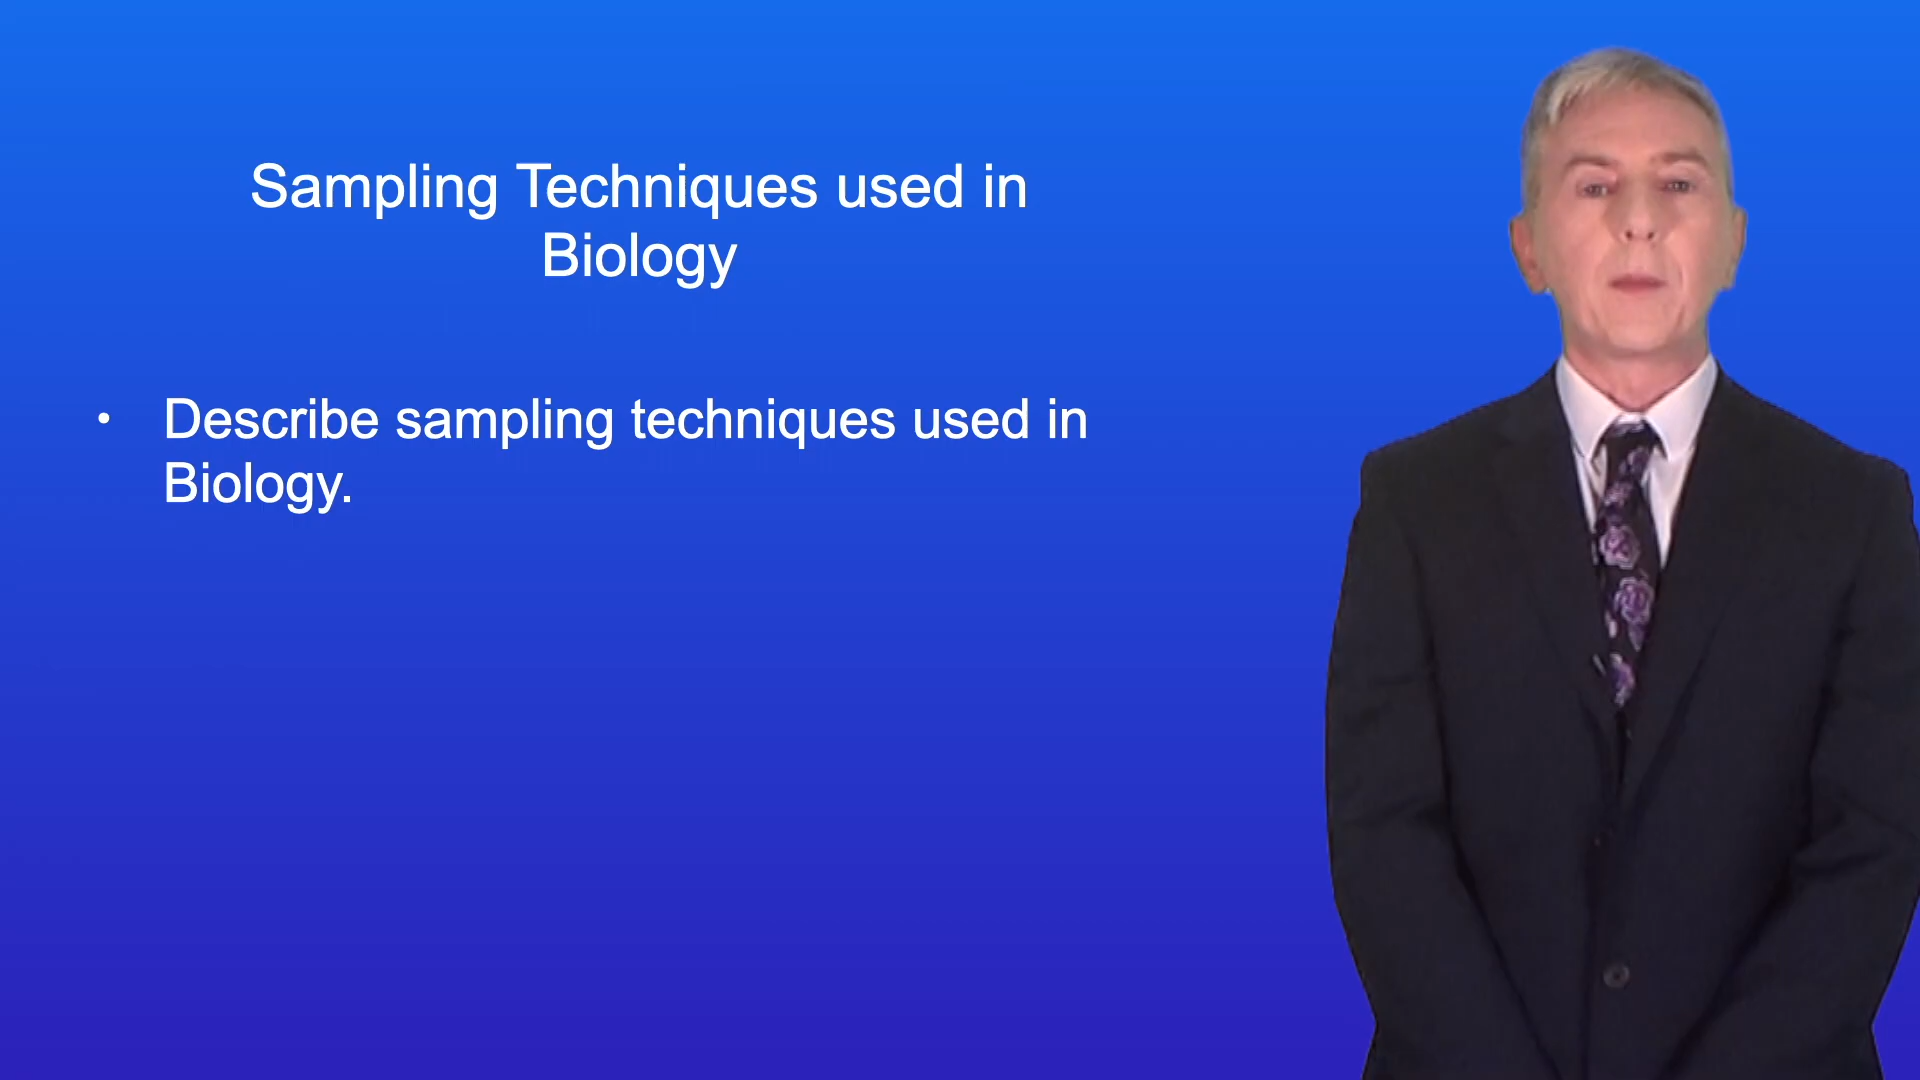 Sampling Techniques used in
Biology
• Describe sampling techniques used in
Biology.